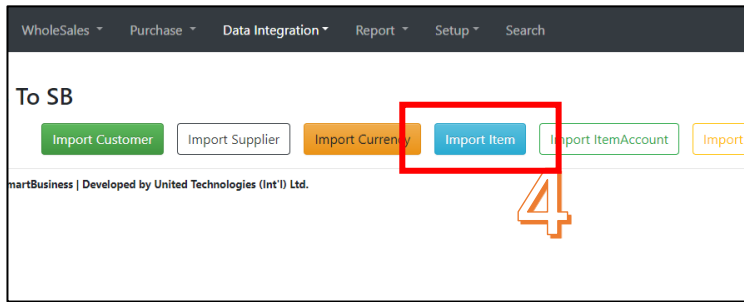 WholeSales Purchase Data Integration Report Setup Search
To SB
Import Customer Import Supplier Import Currency Import Item Import ItemAccount Import
martBusiness | Developed by United Technologies (Int'l) Ltd.
4